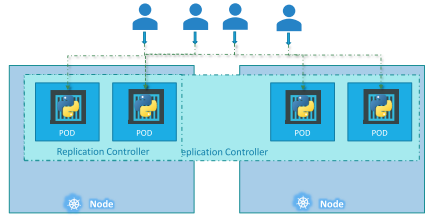 POD
POD
POD
POD
Replication Controller
eplication Controller
Node
Node